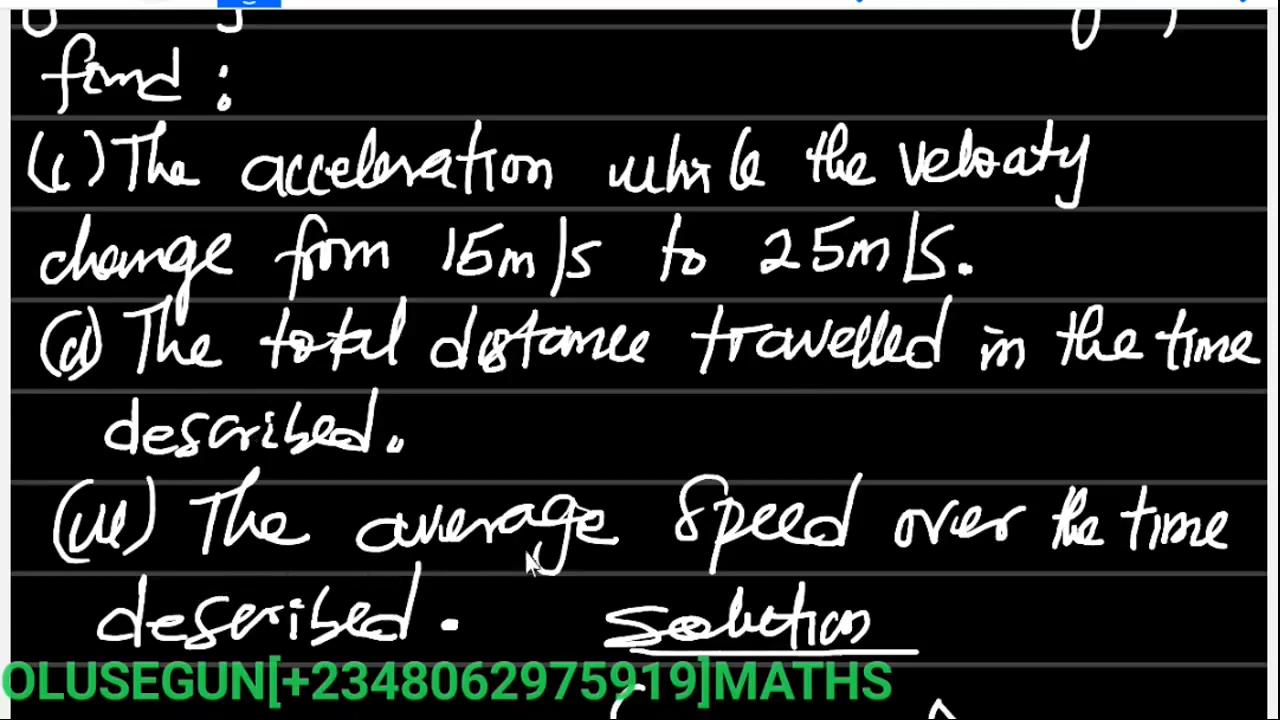 find :
(i) The acceleration while the velocity
change from 15m/s to 25m/s.
(ii) The total distance travelled in the time
described.
(iii) The average speed over the time
described. Solution
OLUSEGUN[+2348062975919]MATHS